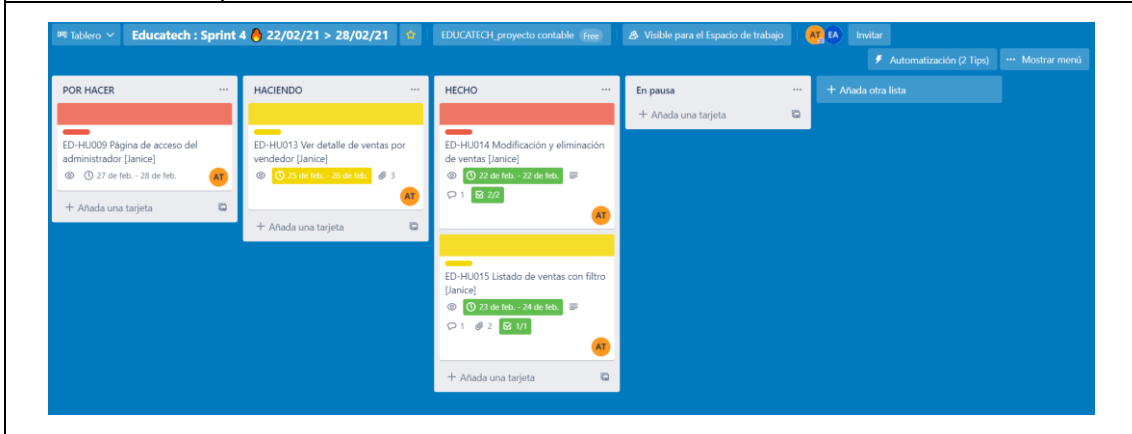 Tablero
Educatech : Sprint 4 🔥 22/02/21 > 28/02/21
EDUCATECH_proyecto contable Free
Visible para el Espacio de trabajo
AT EA
Invitar
Automatización (2 Tips)
... Mostrar menú
POR HACER ...
ED-HU009 Página de acceso del
administrador [Janice]
27 de feb. - 28 de feb.
AT
+ Añada una tarjeta
HACIENDO ...
ED-HU013 Ver detalle de ventas por
vendedor [Janice]
25 de feb. - 26 de feb. 3
AT
+ Añada una tarjeta
HECHO ...
ED-HU014 Modificación y eliminación
de ventas [Janice]
22 de feb. - 22 de feb.
1 2/2
AT
ED-HU015 Listado de ventas con filtro
[Janice]
23 de feb. - 24 de feb.
1 2 1/1
AT
+ Añada una tarjeta
En pausa ...
+ Añada una tarjeta
+ Añada otra lista